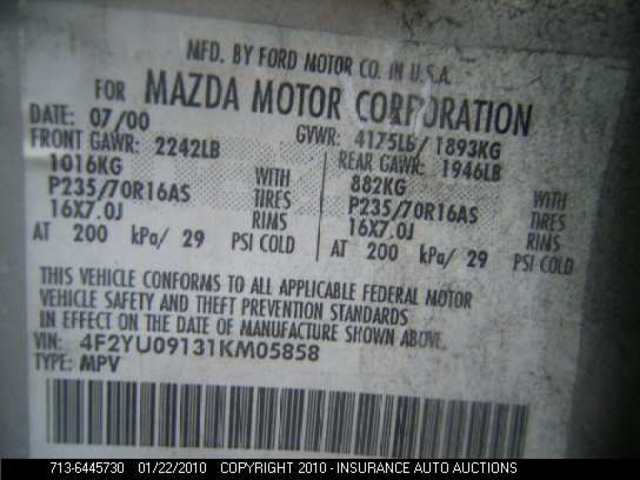 MFD. BY FORD MOTOR CO. IN U.S.A.
FOR MAZDA MOTOR CORPORATION
DATE: 07/00 GVWR: 4175LB/ 1893KG
FRONT GAWR: 2242LB REAR GAWR: 1946LB
1016KG WITH 882KG WITH
P235/70R16AS TIRES P235/70R16AS TIRES
16X7.0J RIMS 16X7.0J RIMS
AT 200 kPa/ 29 PSI COLD AT 200 kPa/ 29 PSI COLD
THIS VEHICLE CONFORMS TO ALL APPLICABLE FEDERAL MOTOR
VEHICLE SAFETY AND THEFT PREVENTION STANDARDS
IN EFFECT ON THE DATE OF MANUFACTURE SHOWN ABOVE.
VIN: 4F2YU09131KM05858
TYPE: MPV
713-6445730 01/22/2010 COPYRIGHT 2010 - INSURANCE AUTO AUCTIONS